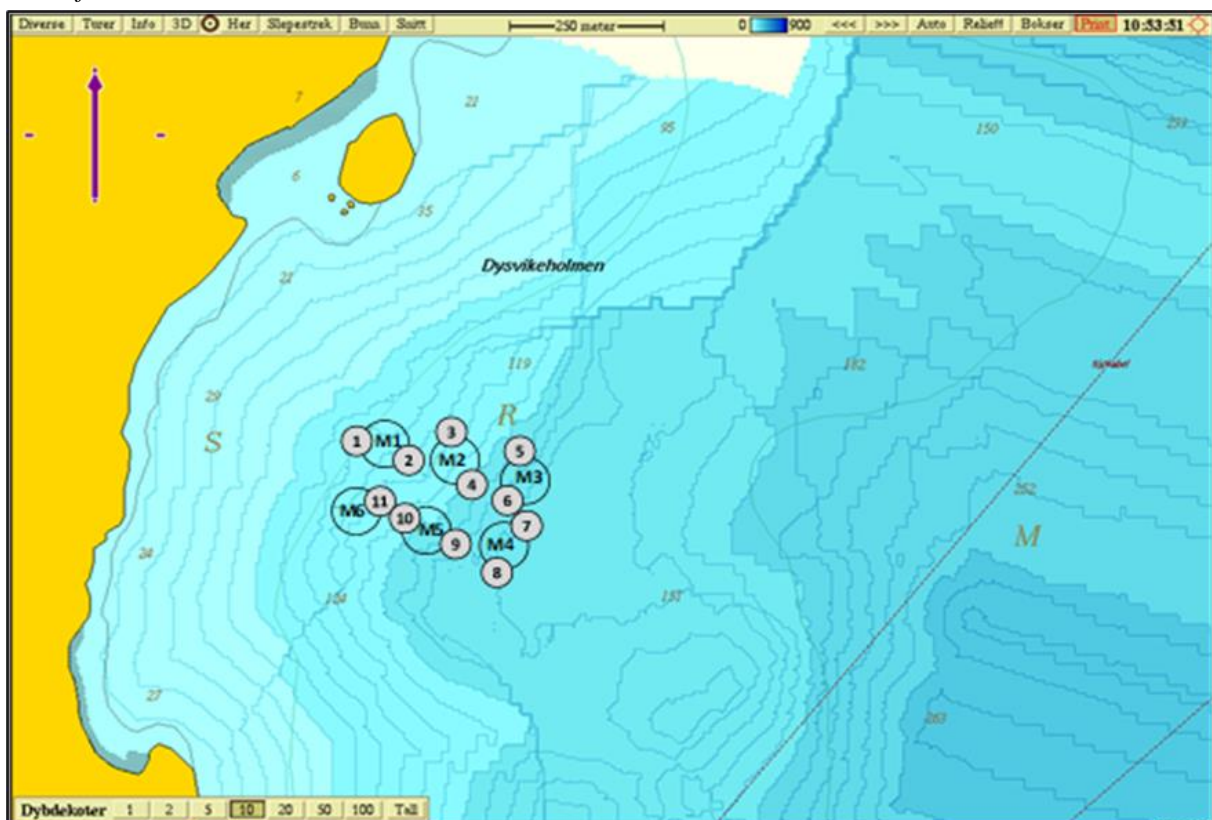 Diverse Turer Info 3D Her Slepestrek Bunn Snitt 250 meter 0 900 <<< >>> Auto Relieff Bokser Print 10:53:51
7
21
95
150
6
35
21
Dysvikeholmen
119
182
29
S
R
1 M1 2
3
M2
4
5
M3
6
M6 11
10 M5 9
7
M4
8
262
M
24
151
27
263
Dybdekoter 1 2 5 10 20 50 100 Tall